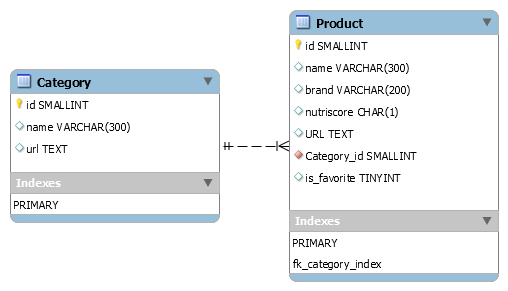 Category
id SMALLINT
name VARCHAR(300)
url TEXT
Indexes
PRIMARY
Product
id SMALLINT
name VARCHAR(300)
brand VARCHAR(200)
nutriscore CHAR(1)
URL TEXT
Category_id SMALLINT
is_favorite TINYINT
Indexes
PRIMARY
fk_category_index